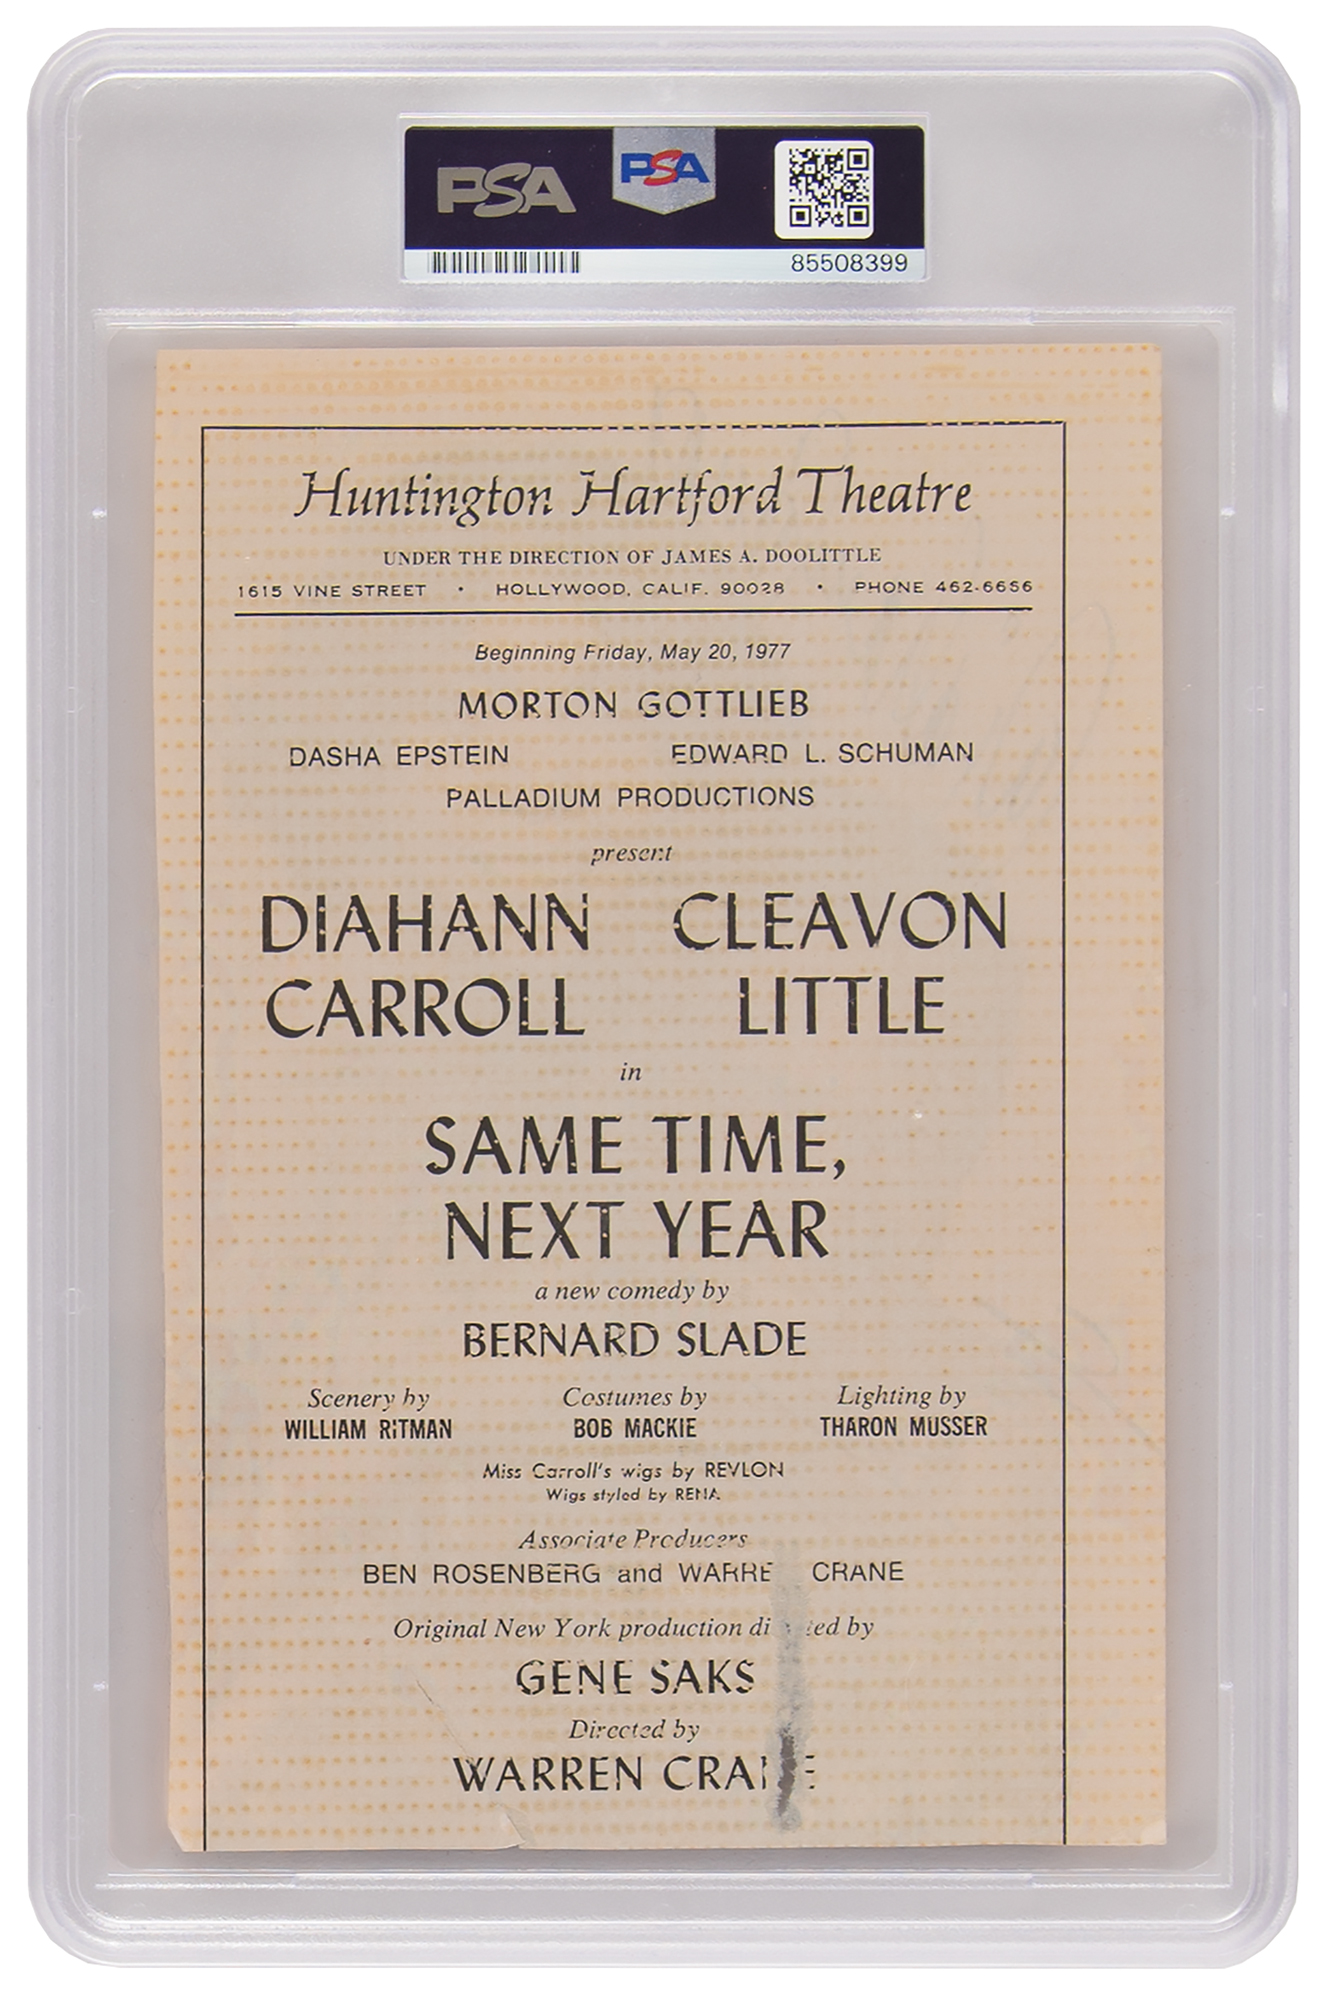 PSA PSA
85508399
Huntington Hartford Theatre
UNDER THE DIRECTION OF JAMES A. DOOLITTLE
1615 VINE STREET • HOLLYWOOD, CALIF. 90028 • PHONE 462-6656
Beginning Friday, May 20, 1977
MORTON GOTTLIEB
DASHA EPSTEIN EDWARD L. SCHUMAN
PALLADIUM PRODUCTIONS
present
DIAHANN CLEAVON
CARROLL LITTLE
in
SAME TIME,
NEXT YEAR
a new comedy by
BERNARD SLADE
Scenery by Costumes by Lighting by
WILLIAM RITMAN BOB MACKIE THARON MUSSER
Miss Carroll's wigs by REVLON
Wigs styled by RENA
Associate Producers
BEN ROSENBERG and WARRE CRANE
Original New York production di ted by
GENE SAKS
Directed by
WARREN CRANE